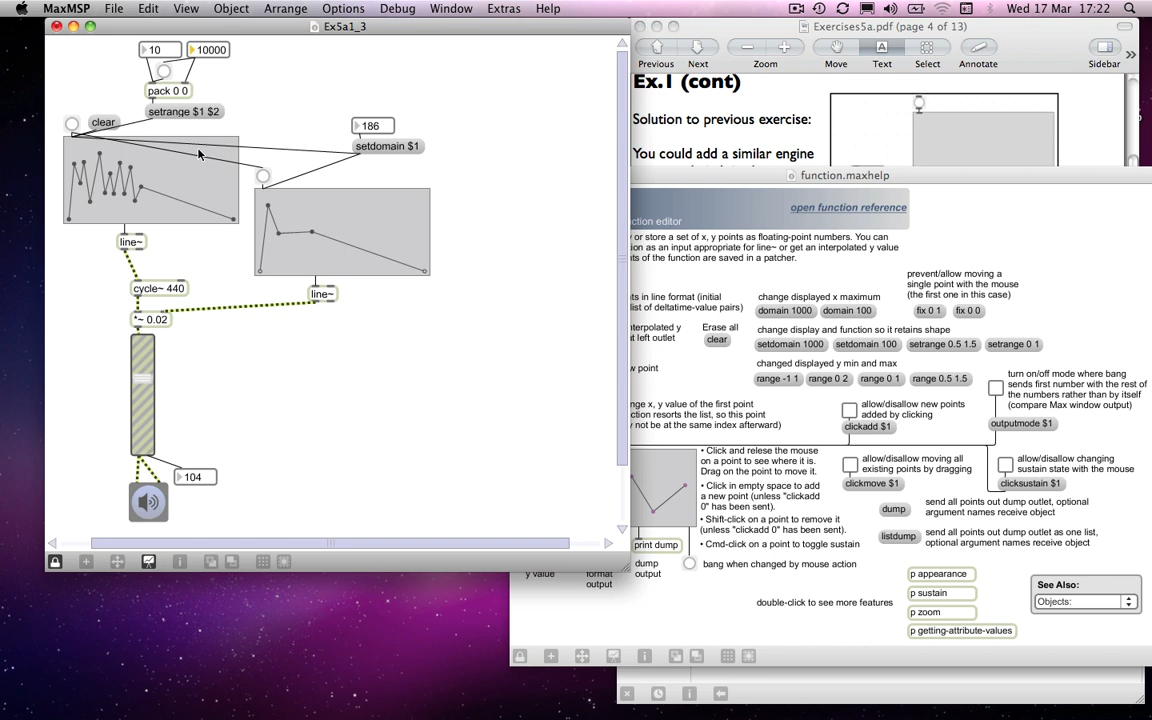 MaxMSP File Edit View Object Arrange Options Debug Window Extras Help
Wed 17 Mar 17:22
Ex5a1_3
10
10000
pack 0 0
setrange $1 $2
clear
186
setdomain $1
line~
cycle~ 440
*~ 0.02
line~
104
Exercises5a.pdf (page 4 of 13)
Previous Next Zoom Move Text Select Annotate Sidebar
Ex.1 (cont)
Solution to previous exercise:
You could add a similar engine
function.maxhelp
ction editor
open function reference
y or store a set of x, y points as floating-point numbers. You can
ion as an input appropriate for line~ or get an interpolated y value
nts of the function are saved in a patcher.
nts in line format (initial
list of deltatime-value pairs)
change displayed x maximum
domain 1000
domain 100
prevent/allow moving a
single point with the mouse
(the first one in this case)
fix 0 1
fix 0 0
nterpolated y
t left outlet
Erase all
clear
change display and function so it retains shape
setdomain 1000
setdomain 100
setrange 0.5 1.5
setrange 0 1
w point
changed displayed y min and max
range -1 1
range 0 2
range 0 1
range 0.5 1.5
turn on/off mode where bang
sends first number with the rest of
the numbers rather than by itself
(compare Max window output)
outputmode $1
nge x, y value of the first point
nction resorts the list, so this point
y not be at the same index afterward)
allow/disallow new points
added by clicking
clickadd $1
• Click and relese the mouse
on a point to see where it is.
Drag on the point to move it.
• Click in empty space to add
a new point (unless "clickadd
0" has been sent).
• Shift-click on a point to remove it
(unless "clickadd 0" has been sent).
• Cmd-click on a point to toggle sustain
allow/disallow moving all
existing points by dragging
clickmove $1
allow/disallow changing
sustain state with the mouse
clicksustain $1
dump
send all points out dump outlet, optional
argument names receive object
listdump
send all points out dump outlet as one list,
optional argument names receive object
print dump
dump
output
bang when changed by mouse action
y value
format
output
double-click to see more features
p appearance
p sustain
p zoom
p getting-attribute-values
See Also:
Objects: